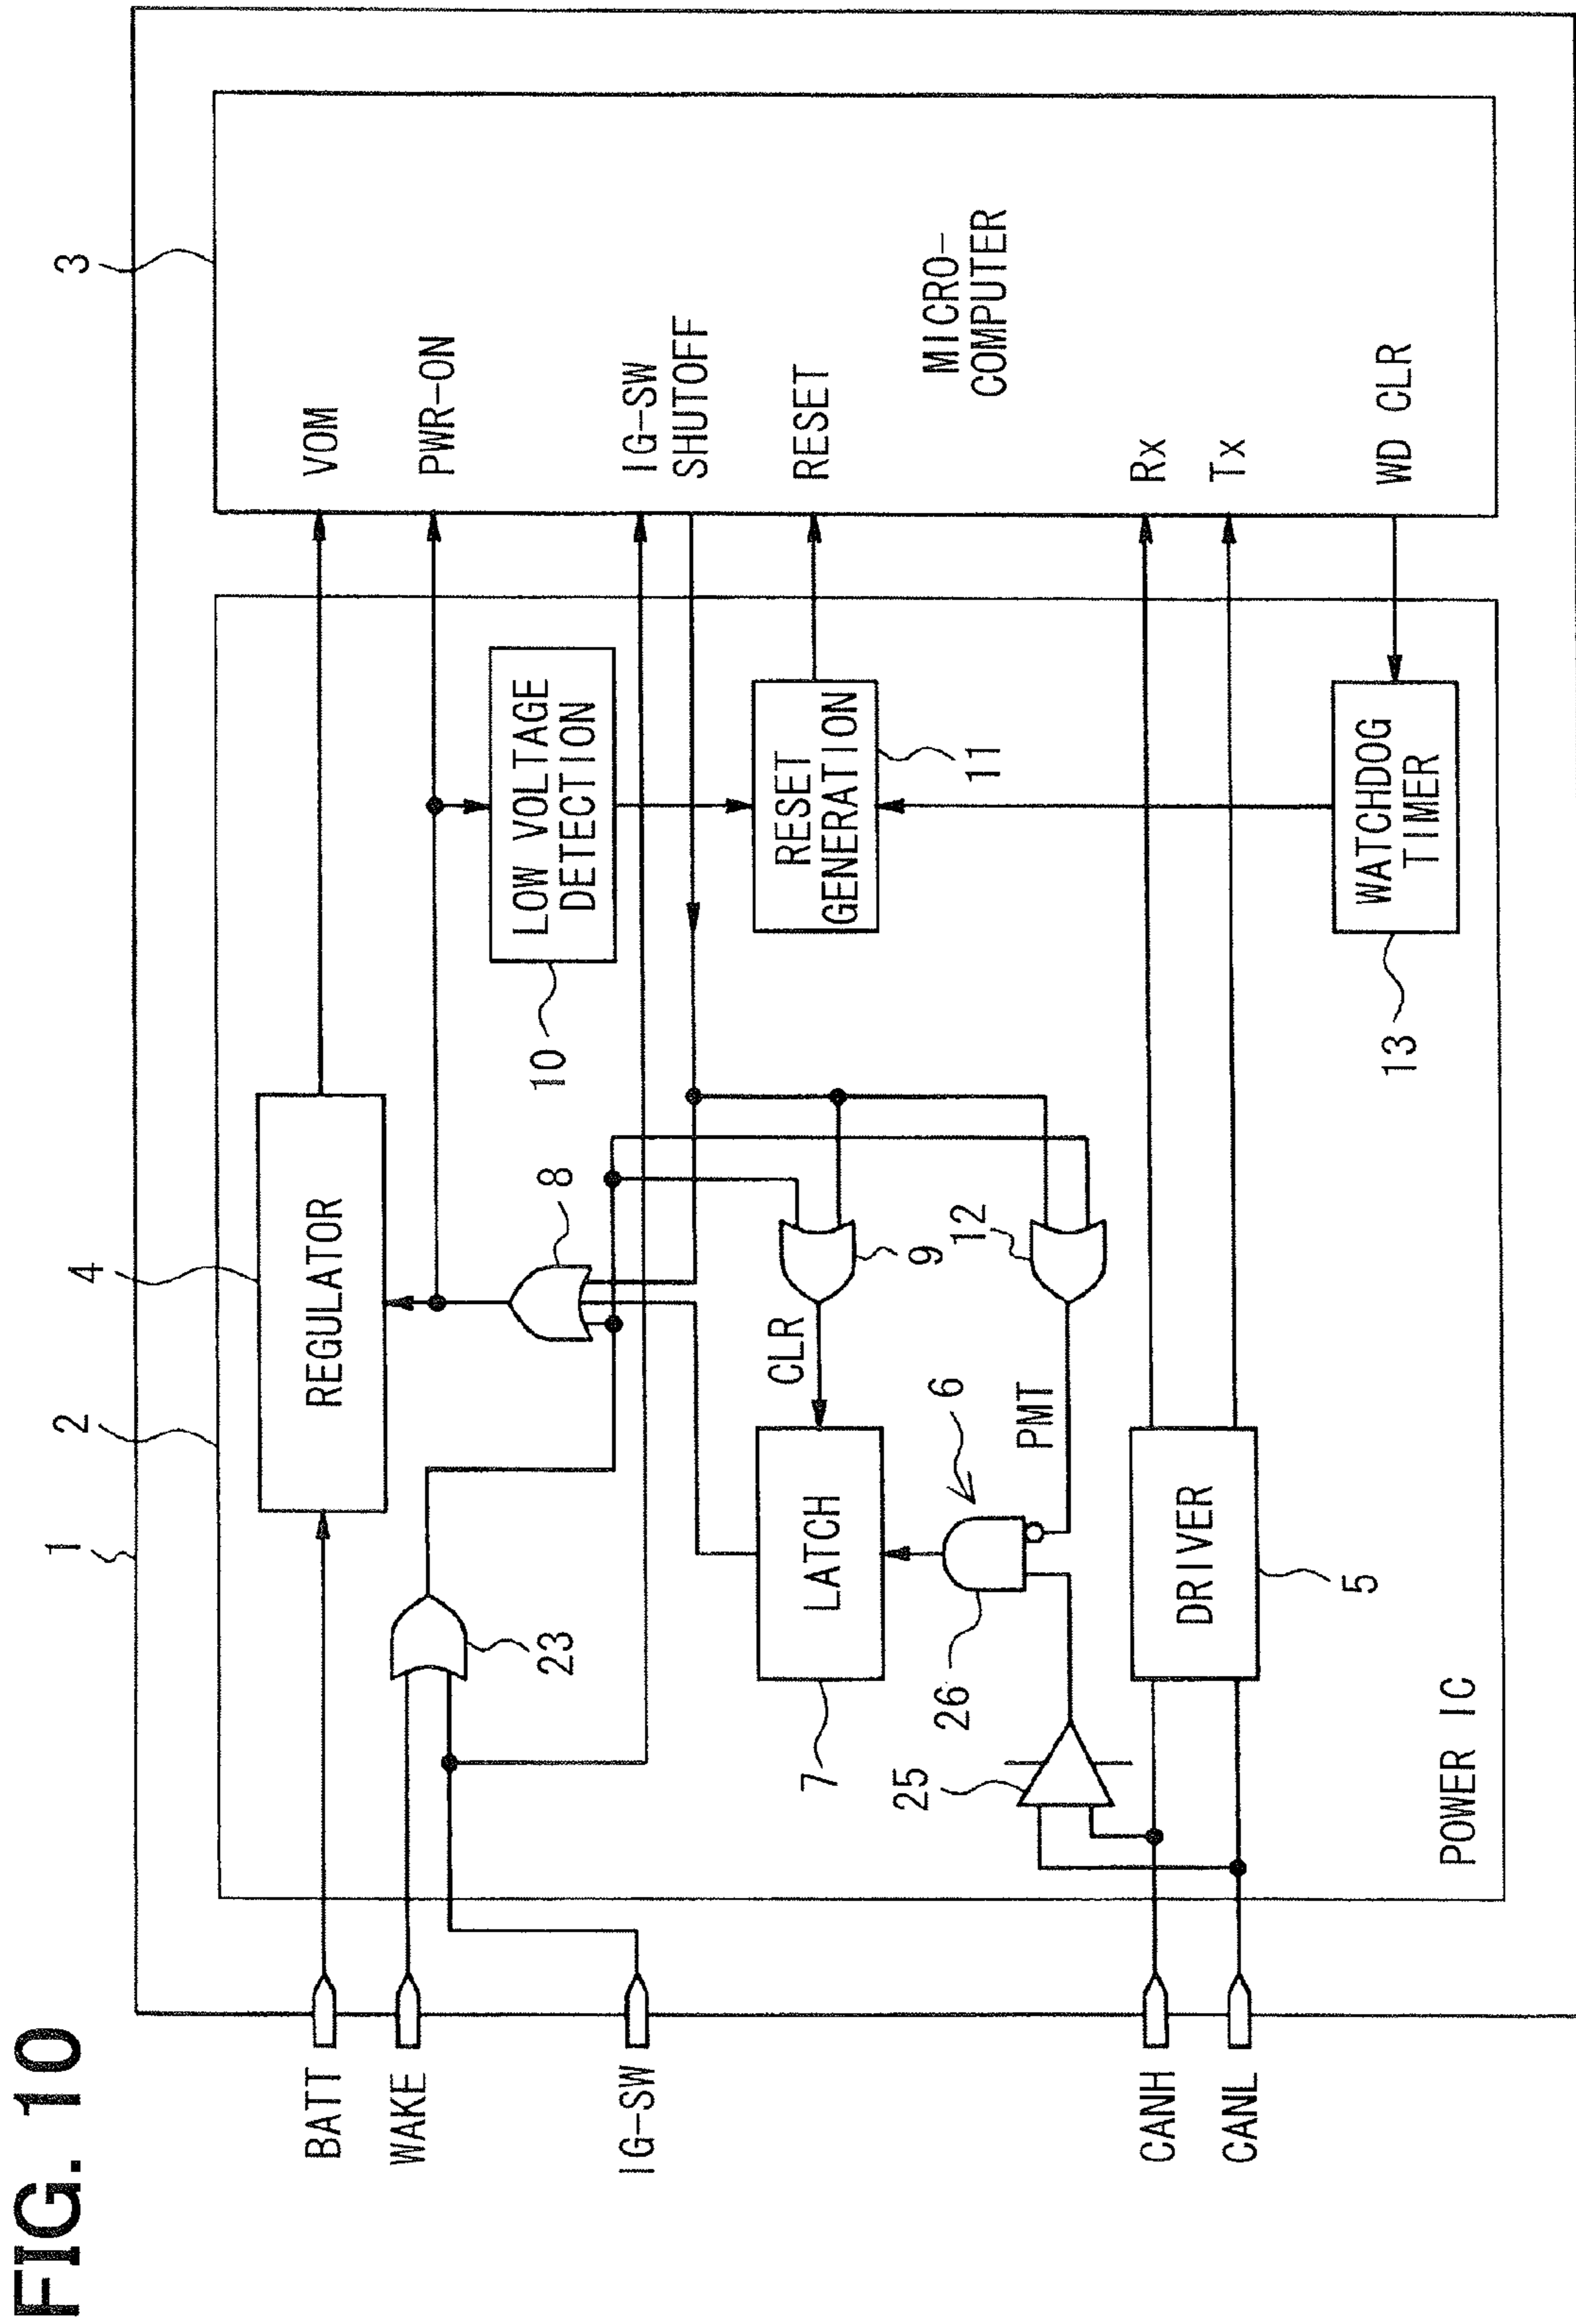 FIG. 10
1
2
3
BATT
WAKE
IG-SW
CANH
CANL
4
REGULATOR
VOM
PWR-ON
IG-SW
SHUTOFF
RESET
MICRO-
COMPUTER
Rx
Tx
WD CLR
LOW VOLTAGE
DETECTION
10
RESET
GENERATION
11
WATCHDOG
TIMER
13
8
23
9
12
CLR
PMT
6
LATCH
7
26
25
DRIVER
5
POWER IC